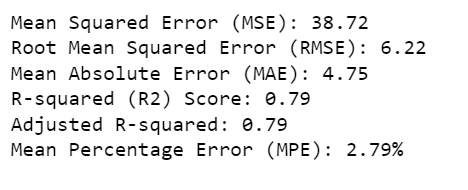 Mean Squared Error (MSE): 38.72
Root Mean Squared Error (RMSE): 6.22
Mean Absolute Error (MAE): 4.75
R-squared (R2) Score: 0.79
Adjusted R-squared: 0.79
Mean Percentage Error (MPE): 2.79%